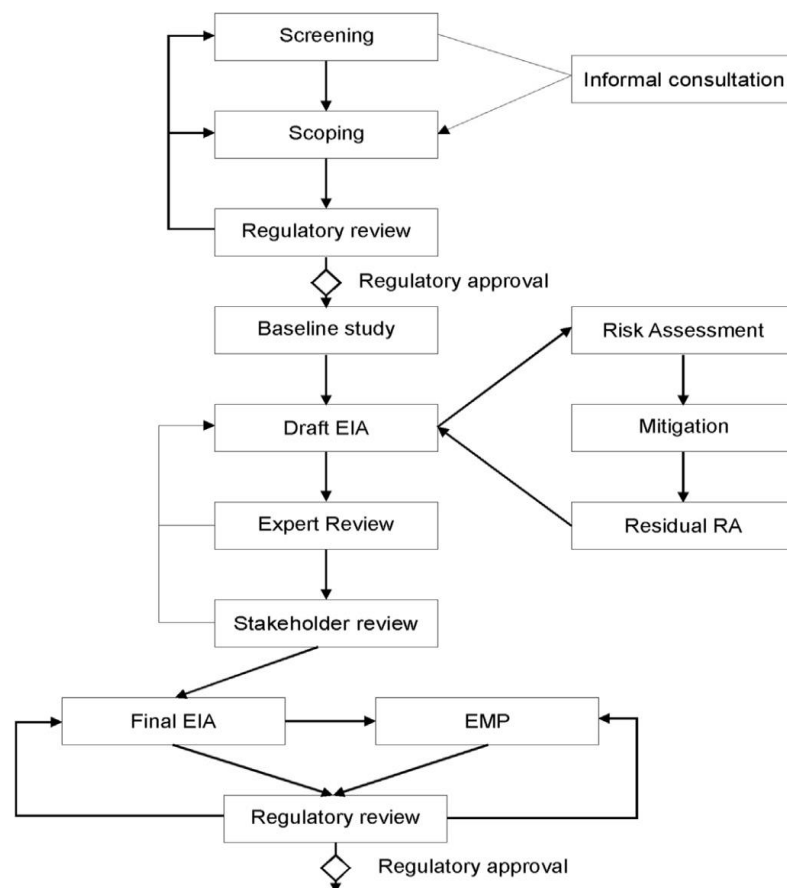 Screening
Informal consultation
Scoping
Regulatory review
Regulatory approval
Baseline study
Risk Assessment
Draft EIA
Mitigation
Expert Review
Residual RA
Stakeholder review
Final EIA
EMP
Regulatory review
Regulatory approval